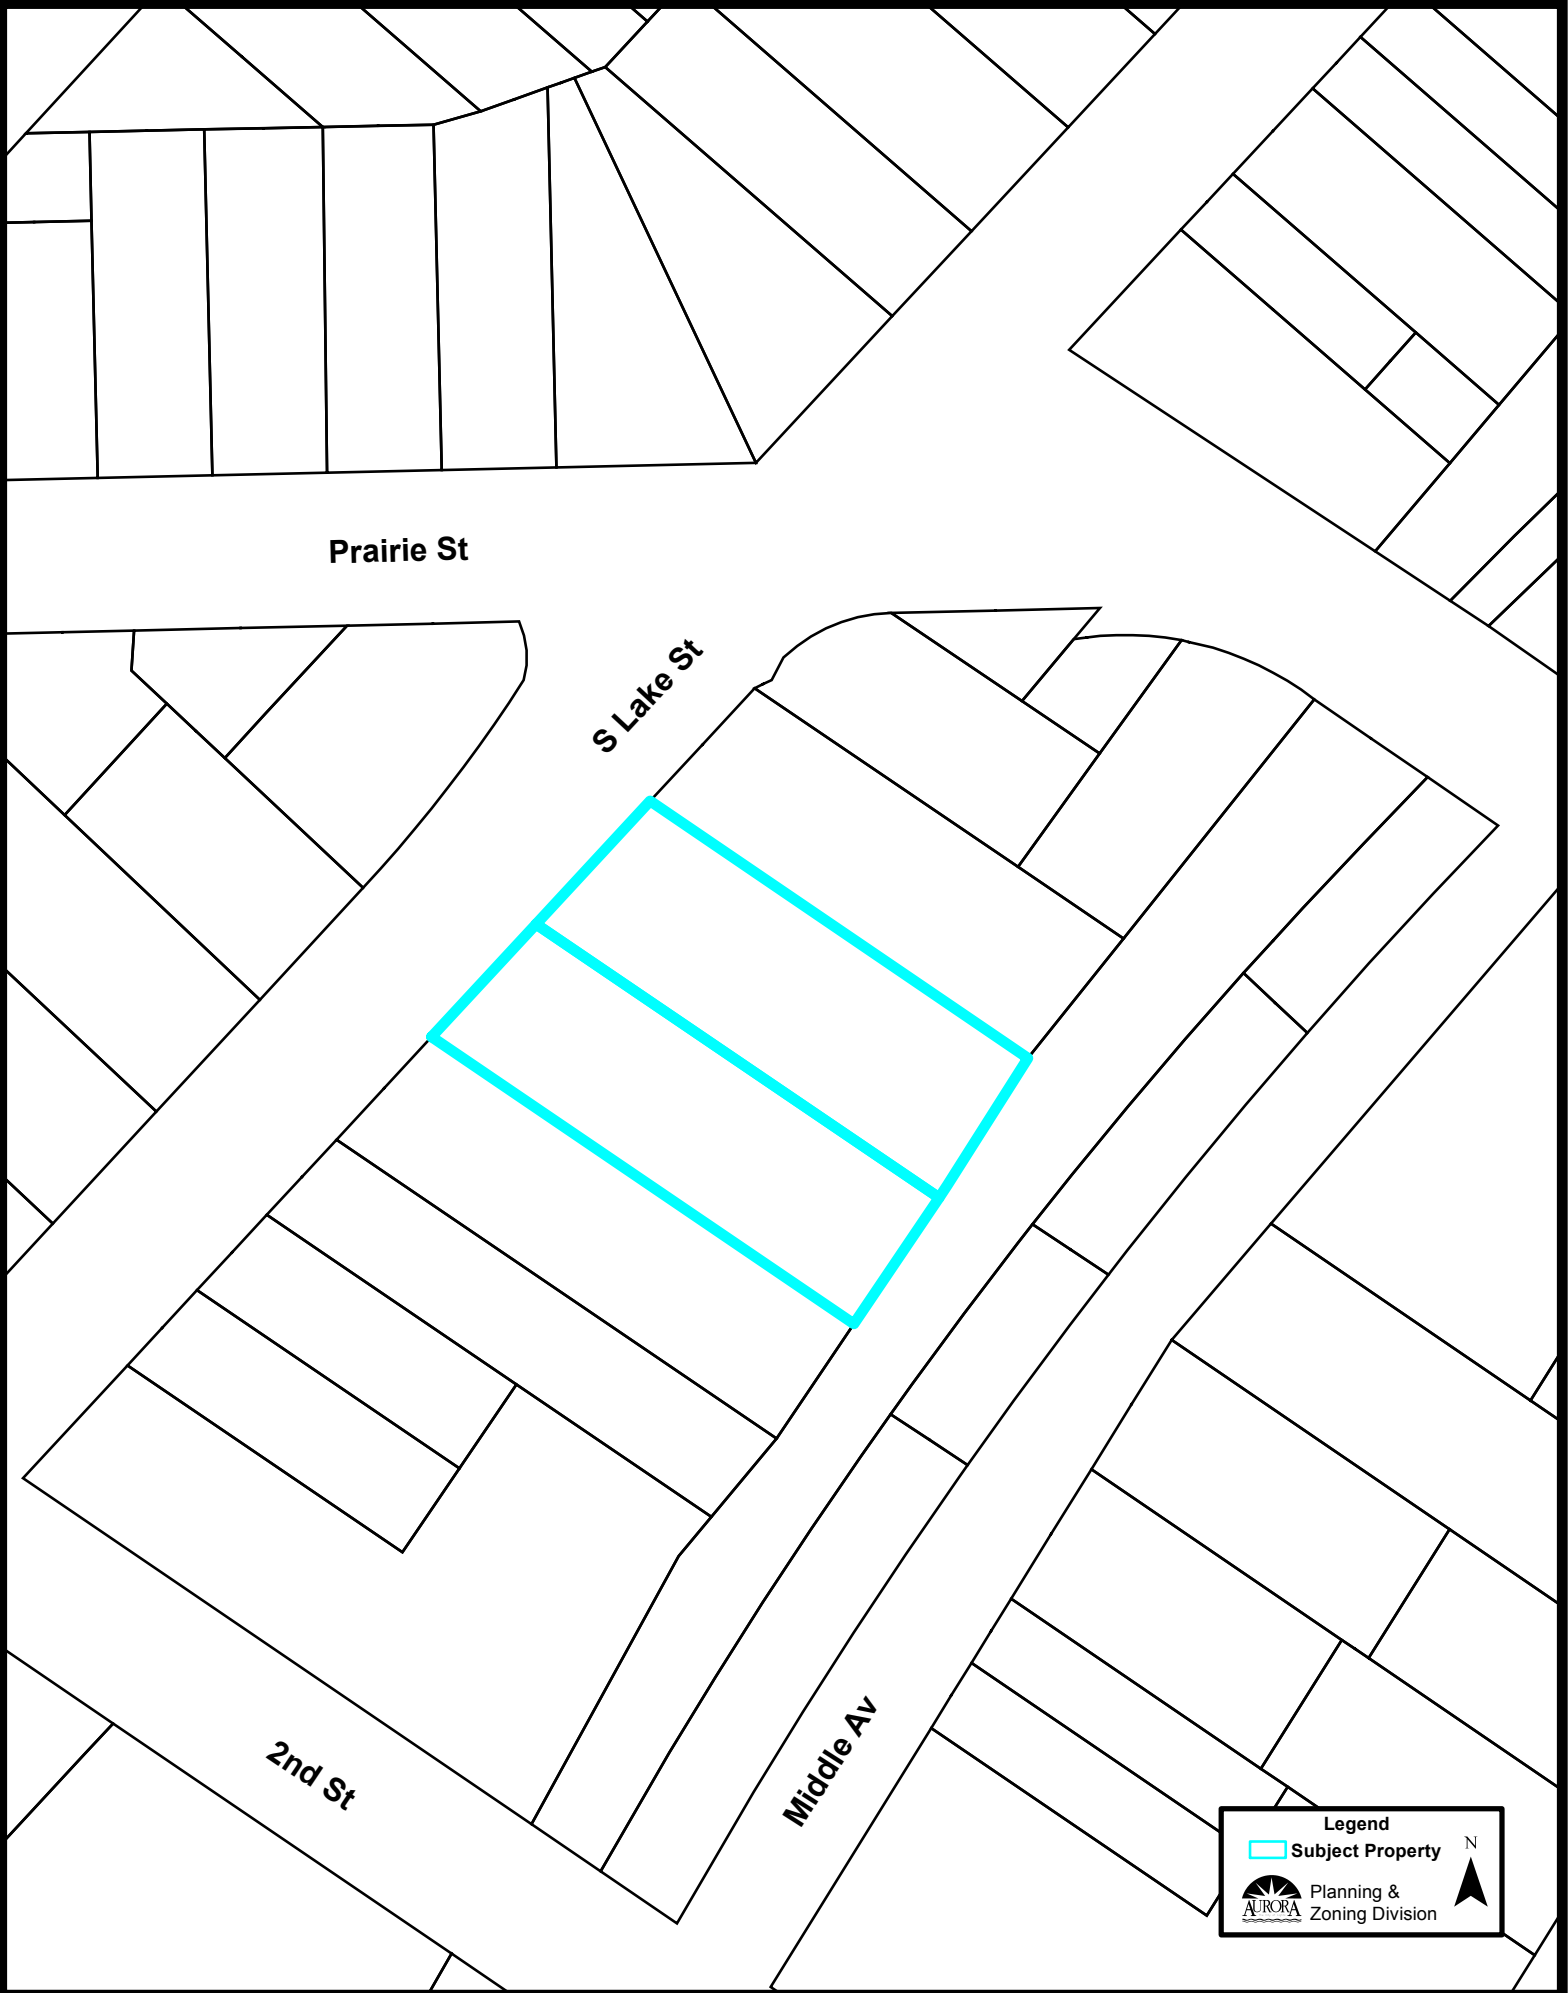 Prairie St
S Lake St
2nd St
Middle Av
Legend
Subject Property
N
AURORA
Planning &
Zoning Division